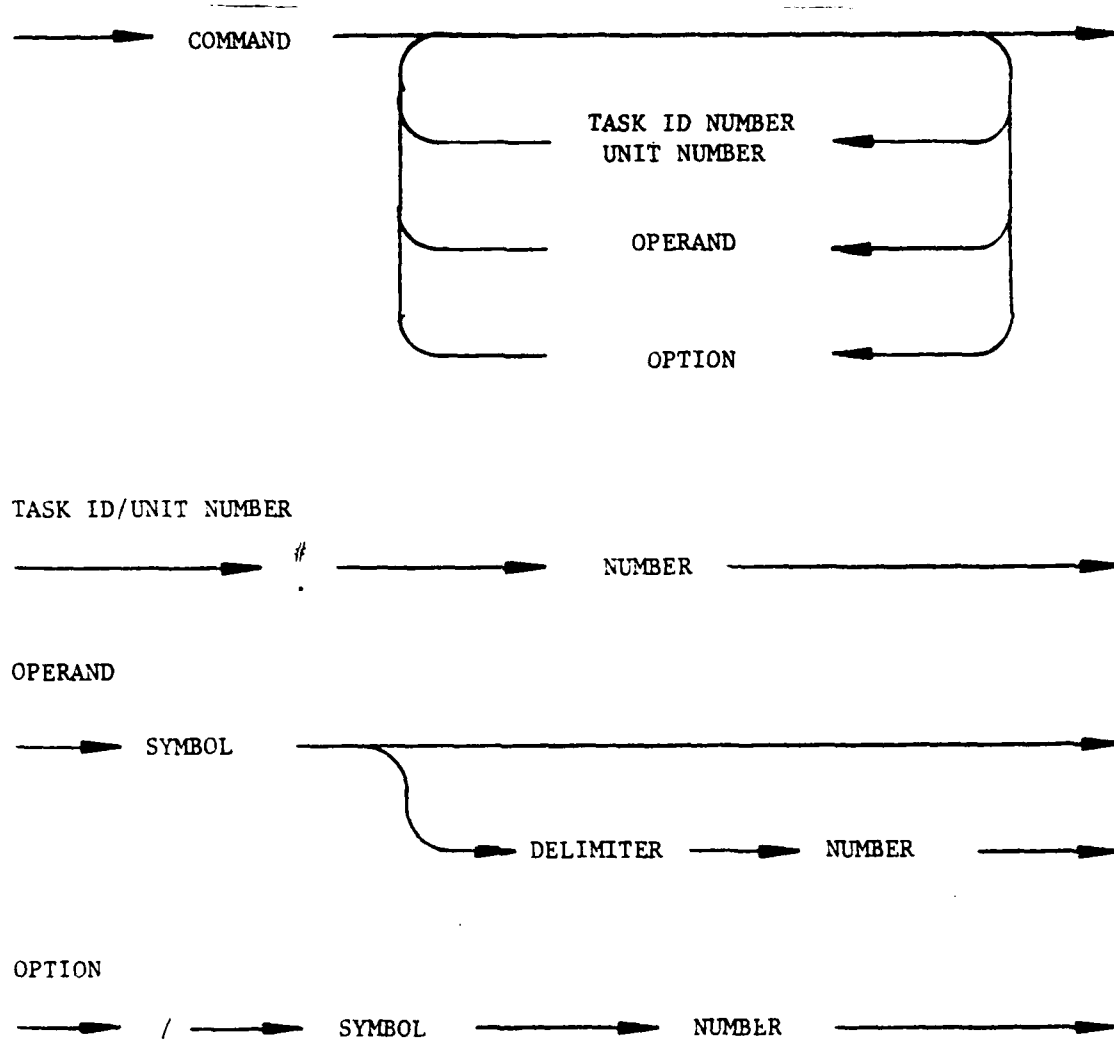 COMMAND
TASK ID NUMBER
UNIT NUMBER
OPERAND
OPTION
TASK ID/UNIT NUMBER
# NUMBER
.
OPERAND
SYMBOL
DELIMITER NUMBER
OPTION
/ SYMBOL NUMBER